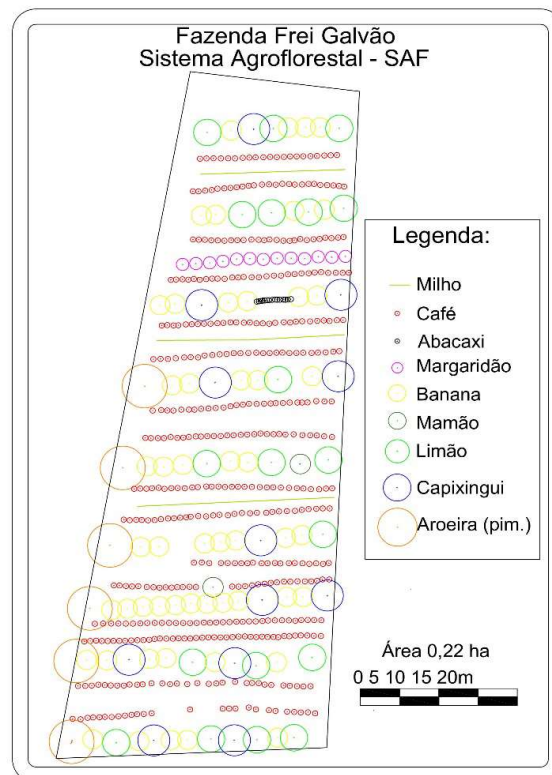 Fazenda Frei Galvão
Sistema Agroflorestal - SAF
Legenda:
Milho
Café
Abacaxi
Margaridão
Banana
Mamão
Limão
Capixingui
Aroeira (pim.)
Área 0,22 ha
0 5 10 15 20m